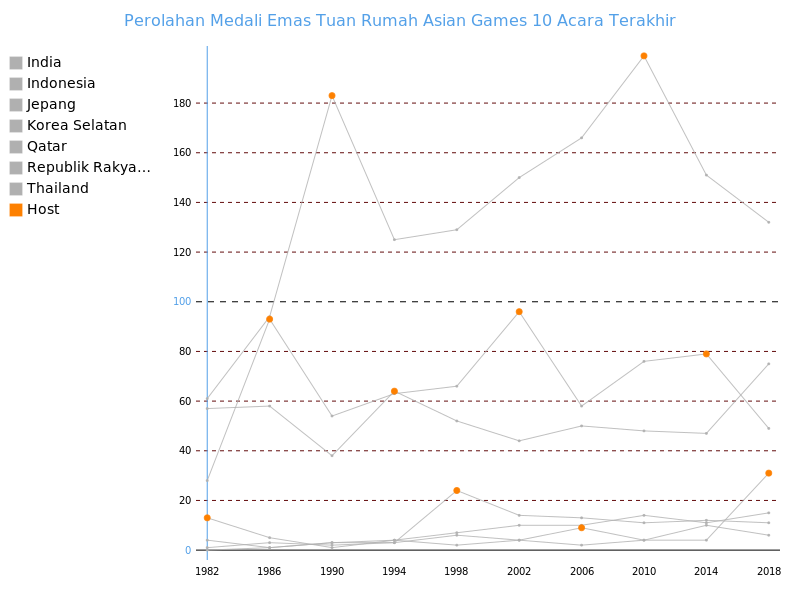 Perolahan Medali Emas Tuan Rumah Asian Games 10 Acara Terakhir
India
Indonesia
Jepang
Korea Selatan
Qatar
Republik Rakya...
Thailand
Host
180
160
140
120
100
80
60
40
20
0
1982 1986 1990 1994 1998 2002 2006 2010 2014 2018